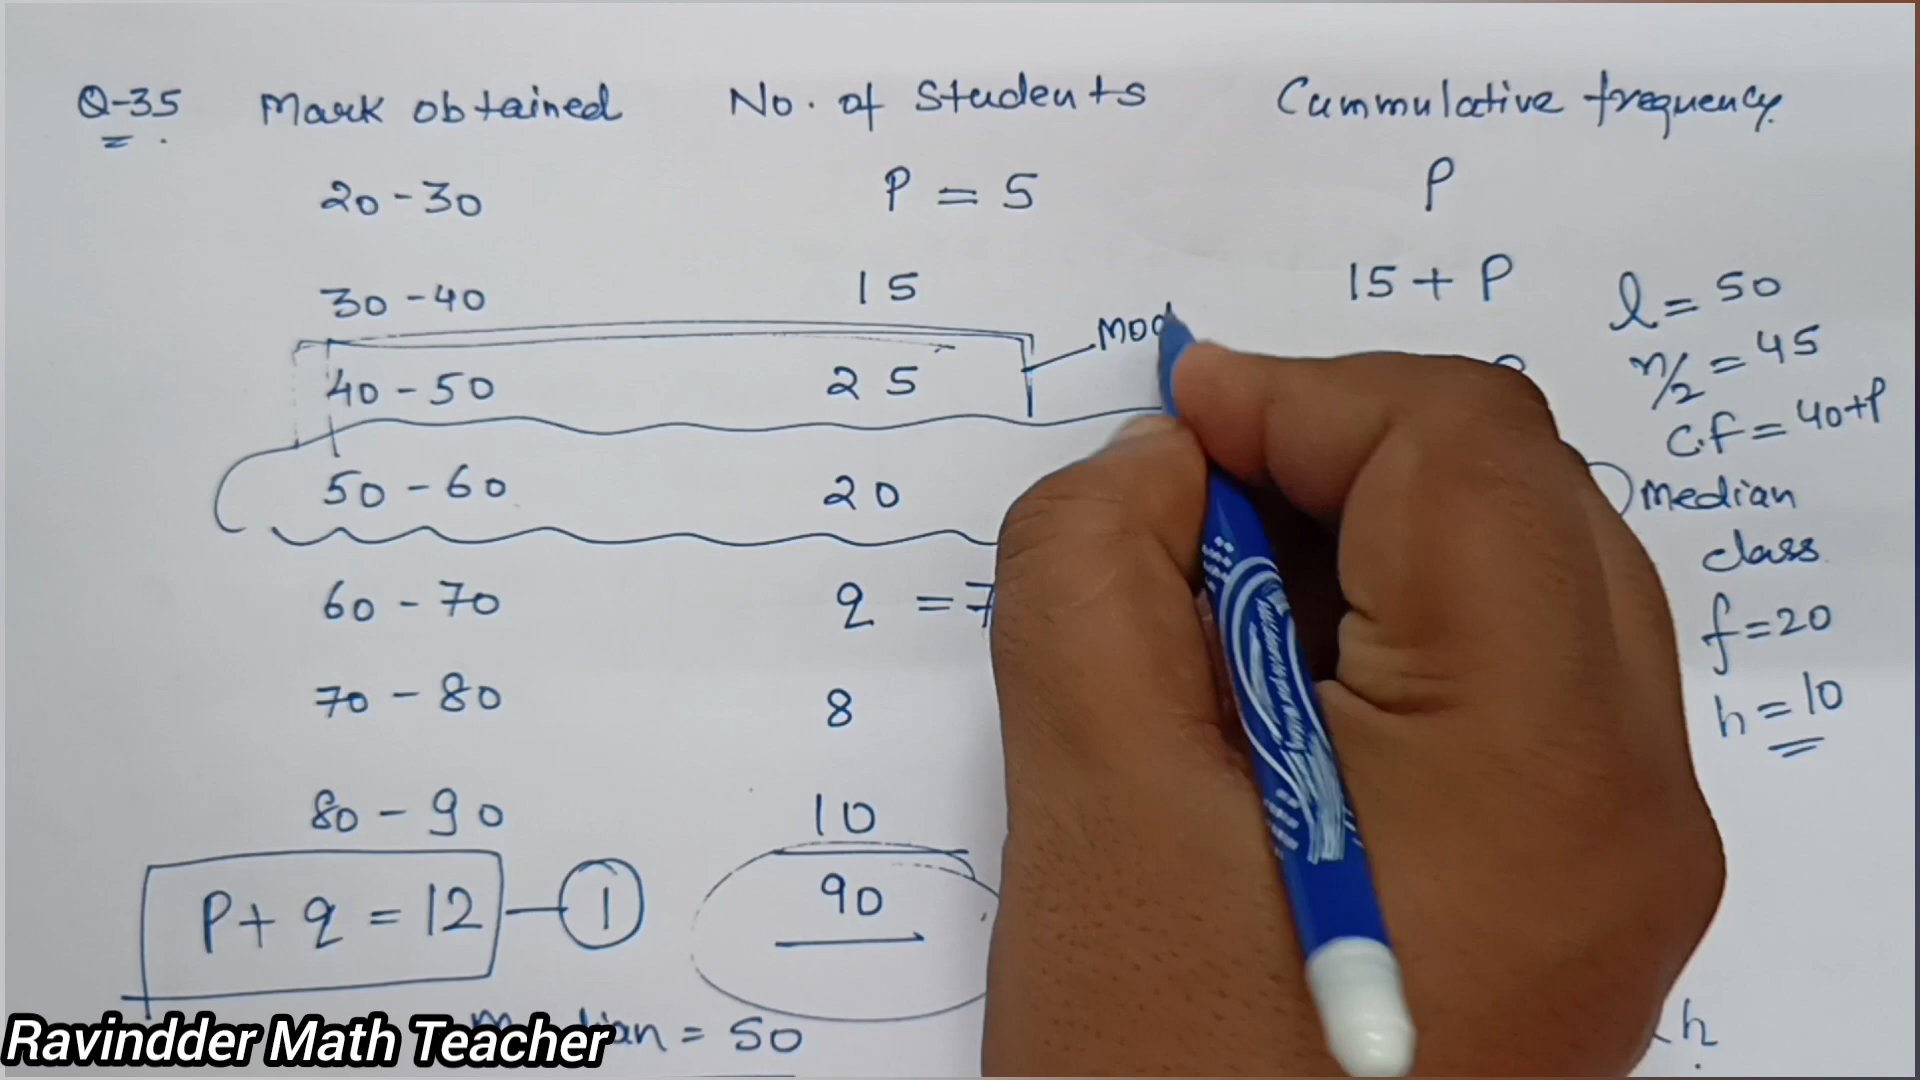 Q-35 Mark obtained No. of Students Cummulative frequency
20-30 P = 5 P
30-40 15 15 + P
l = 50
40-50 25
n/2 = 45
c.f = 40+P
50-60 20 Median
class
60-70 q = 7
f = 20
70-80 8
h = 10
80-90 10
P + q = 12 — 1 90
= 50
h
Ravindder Math Teacher